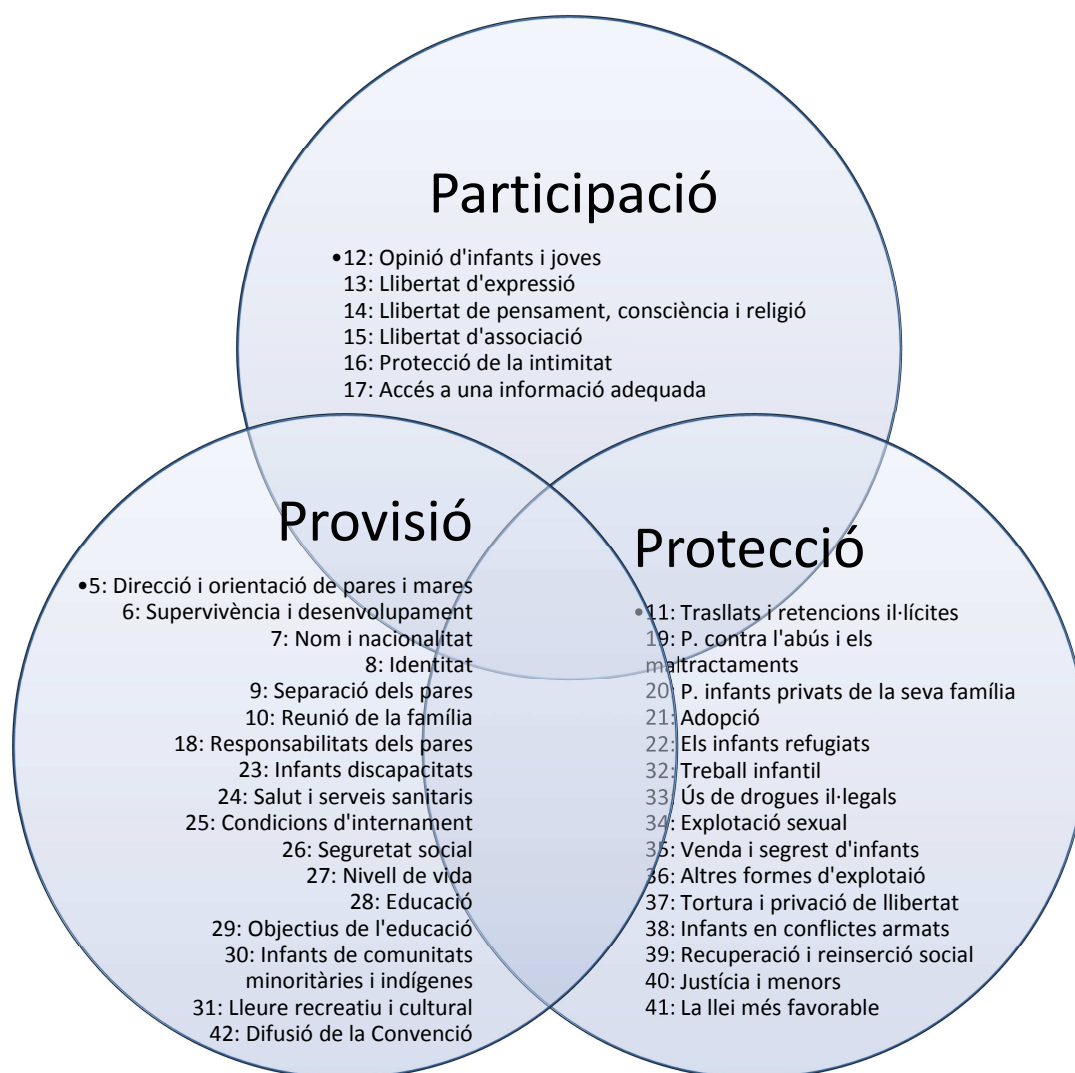 Participació
•12: Opinió d'infants i joves
13: Llibertat d'expressió
14: Llibertat de pensament, consciència i religió
15: Llibertat d'associació
16: Protecció de la intimitat
17: Accés a una informació adequada
Provisió
•5: Direcció i orientació de pares i mares
6: Supervivència i desenvolupament
7: Nom i nacionalitat
8: Identitat
9: Separació dels pares
10: Reunió de la família
18: Responsabilitats dels pares
23: Infants discapacitats
24: Salut i serveis sanitaris
25: Condicions d'internament
26: Seguretat social
27: Nivell de vida
28: Educació
29: Objectius de l'educació
30: Infants de comunitats
minoritàries i indígenes
31: Lleure recreatiu i cultural
42: Difusió de la Convenció
Protecció
•11: Trasllats i retencions il·lícites
19: P. contra l'abús i els
maltractaments
20: P. infants privats de la seva família
21: Adopció
22: Els infants refugiats
32: Treball infantil
33: Ús de drogues il·legals
34: Explotació sexual
35: Venda i segrest d'infants
36: Altres formes d'explotaió
37: Tortura i privació de llibertat
38: Infants en conflictes armats
39: Recuperació i reinserció social
40: Justícia i menors
41: La llei més favorable